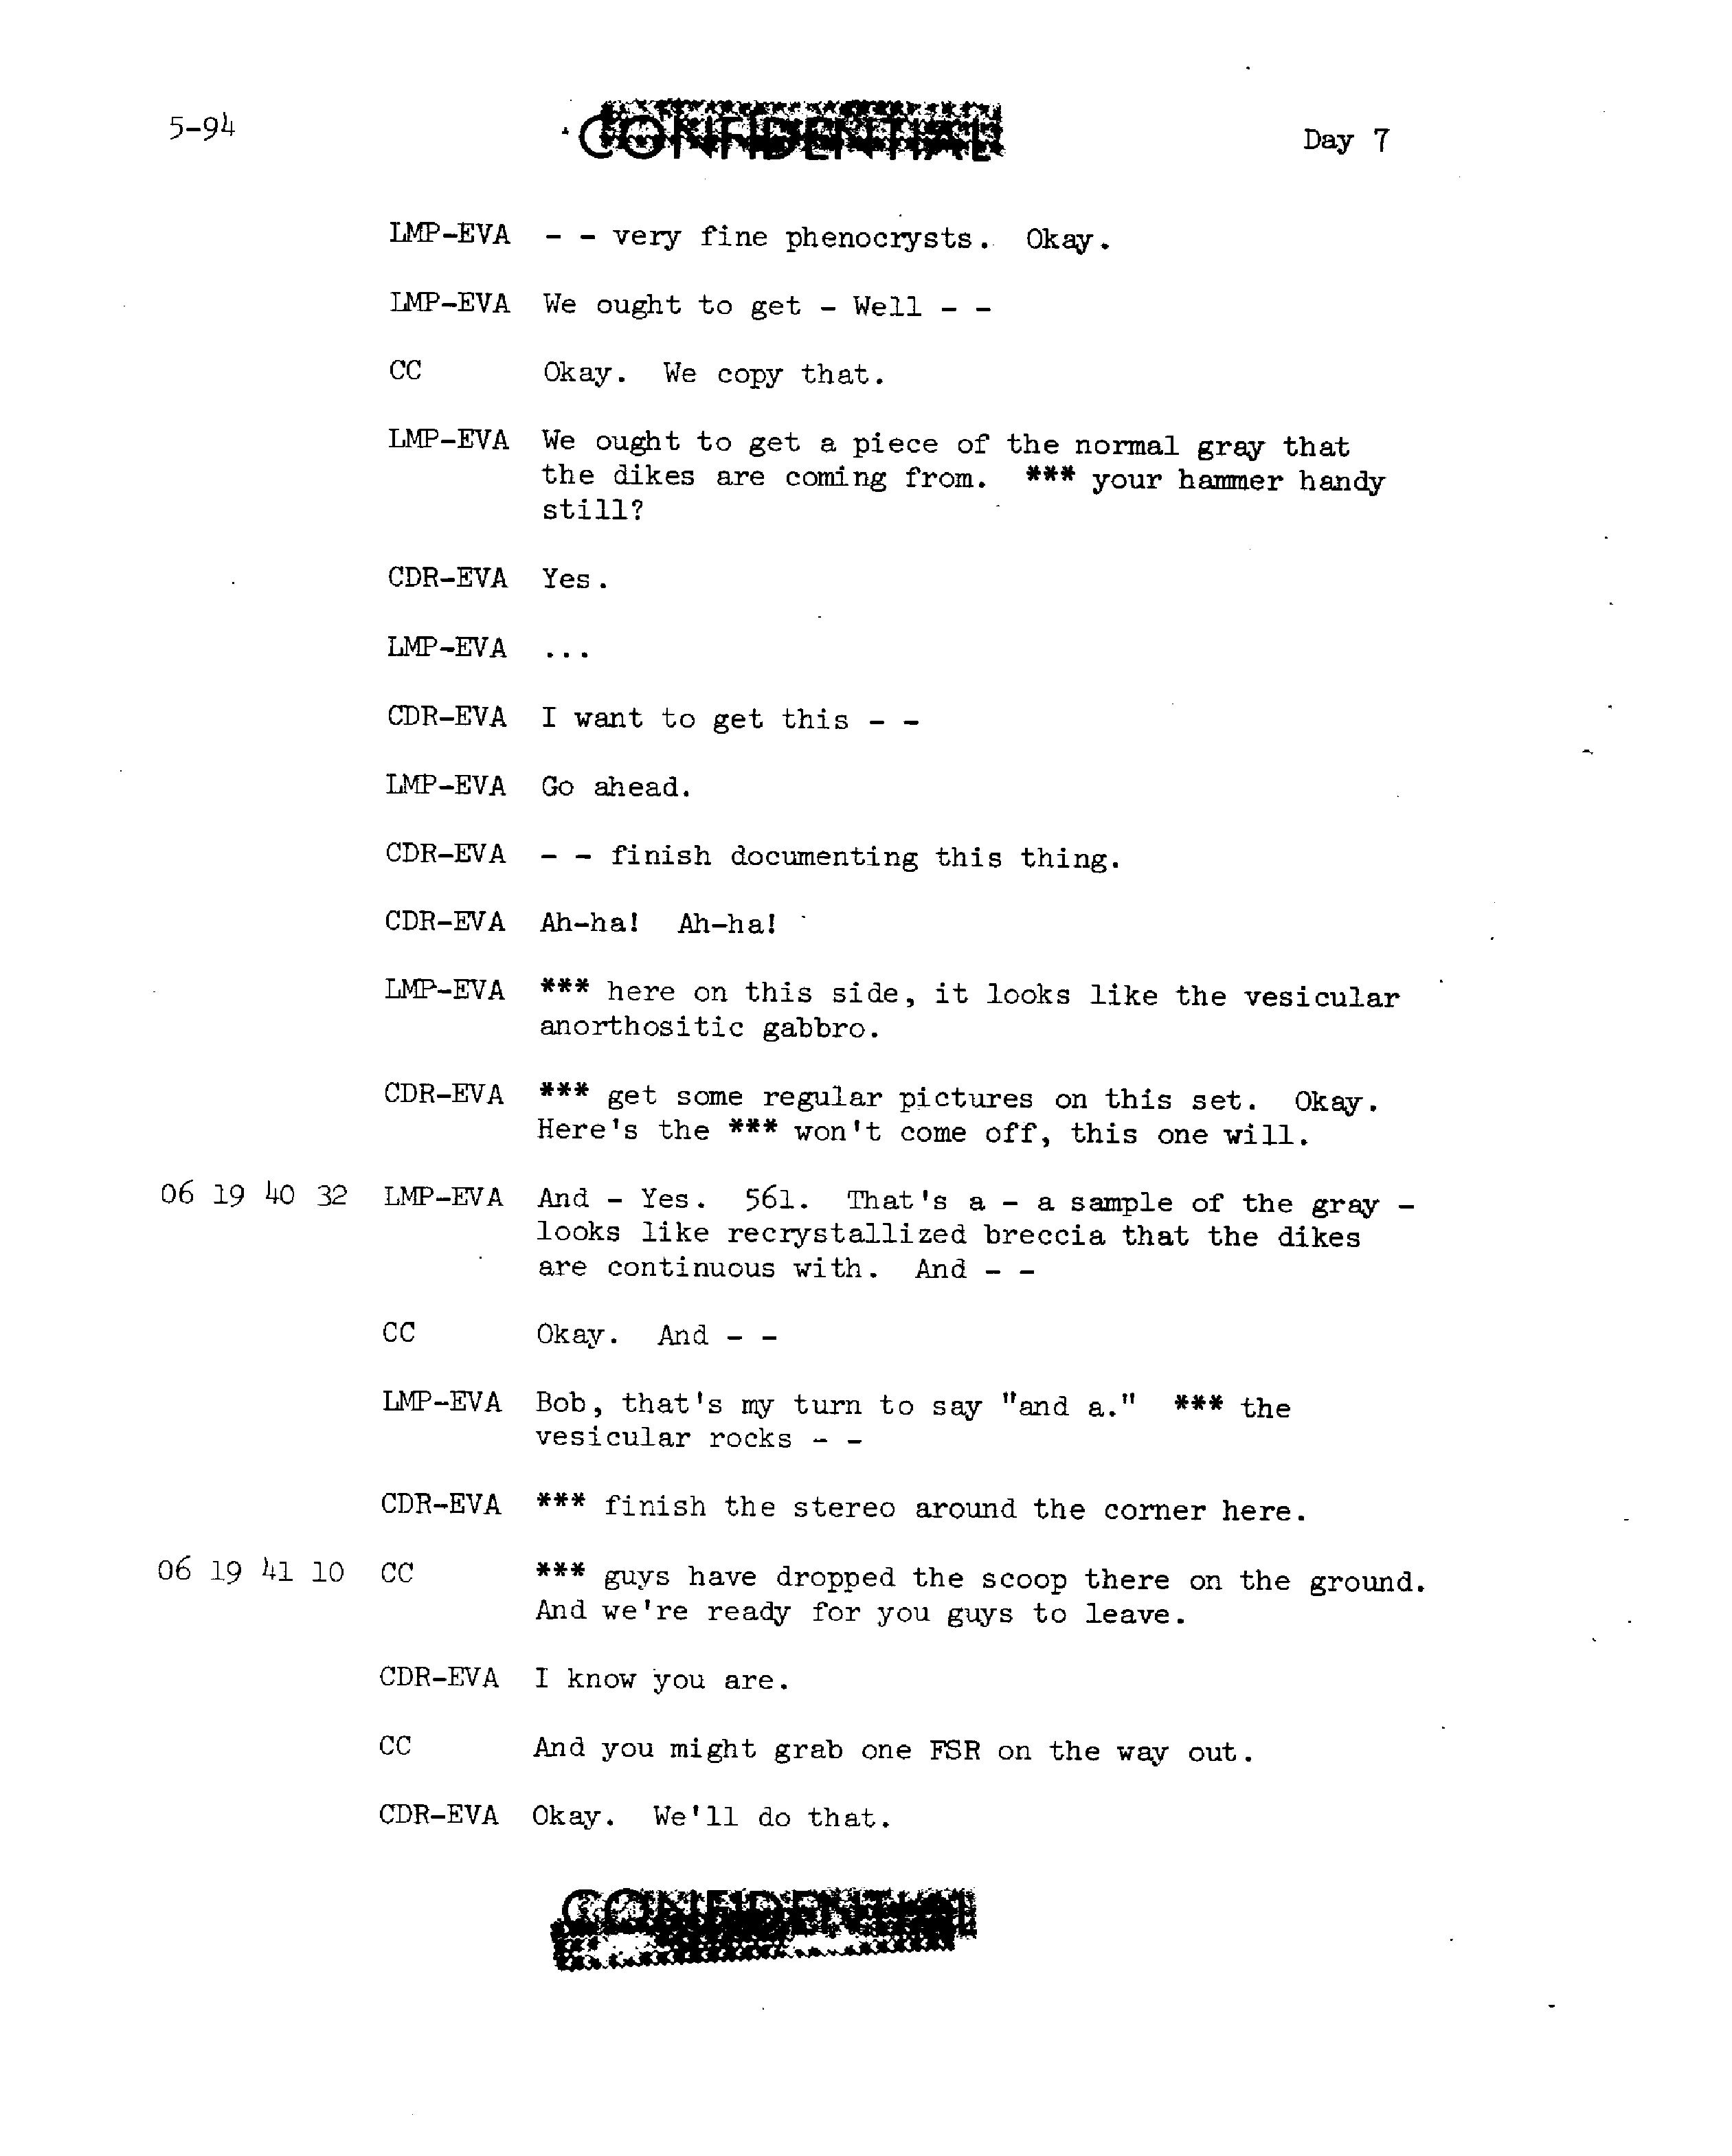 5-94
CONFIDENTIAL
Day 7
LMP-EVA - - very fine phenocrysts. Okay.
LMP-EVA We ought to get - Well - -
CC Okay. We copy that.
LMP-EVA We ought to get a piece of the normal gray that
the dikes are coming from. *** your hammer handy
still?
CDR-EVA Yes.
LMP-EVA ...
CDR-EVA I want to get this - -
LMP-EVA Go ahead.
CDR-EVA - - finish documenting this thing.
CDR-EVA Ah-ha! Ah-ha!
LMP-EVA *** here on this side, it looks like the vesicular
anorthositic gabbro.
CDR-EVA *** get some regular pictures on this set. Okay.
Here's the *** won't come off, this one will.
06 19 40 32 LMP-EVA And - Yes. 561. That's a - a sample of the gray -
looks like recrystallized breccia that the dikes
are continuous with. And - -
CC Okay. And - -
LMP-EVA Bob, that's my turn to say "and a." *** the
vesicular rocks - -
CDR-EVA *** finish the stereo around the corner here.
06 19 41 10 CC *** guys have dropped the scoop there on the ground.
And we're ready for you guys to leave.
CDR-EVA I know you are.
CC And you might grab one FSR on the way out.
CDR-EVA Okay. We'll do that.
CONFIDENTIAL